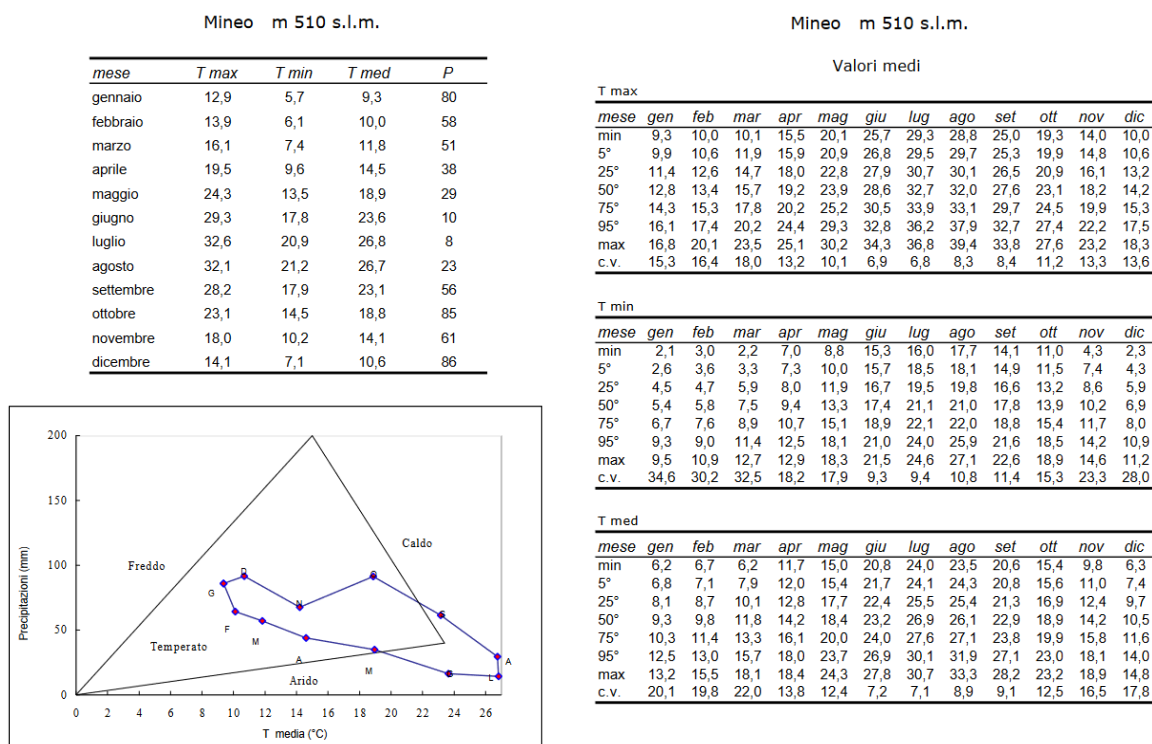 Mineo m 510 s.l.m.
mese T max T min T med P
gennaio 12,9 5,7 9,3 80
febbraio 13,9 6,1 10,0 58
marzo 16,1 7,4 11,8 51
aprile 19,5 9,6 14,5 38
maggio 24,3 13,5 18,9 29
giugno 29,3 17,8 23,6 10
luglio 32,6 20,9 26,8 8
agosto 32,1 21,2 26,7 23
settembre 28,2 17,9 23,1 56
ottobre 23,1 14,5 18,8 85
novembre 18,0 10,2 14,1 61
dicembre 14,1 7,1 10,6 86
200
150
100
50
0
Precipitazioni (mm)
Freddo
Caldo
Temperato
Arido
G
D
N
O
S
F
M
A
M
G
L
A
0 2 4 6 8 10 12 14 16 18 20 22 24 26
T media (°C)
Mineo m 510 s.l.m.
Valori medi
T max
mese gen feb mar apr mag giu lug ago set ott nov dic
min 9,3 10,0 10,1 15,5 20,1 25,7 29,3 28,8 25,0 19,3 14,0 10,0
5° 9,9 10,6 11,9 15,9 20,9 26,8 29,5 29,7 25,3 19,9 14,8 10,6
25° 11,4 12,6 14,7 18,0 22,8 27,9 30,7 30,1 26,5 20,9 16,1 13,2
50° 12,8 13,4 15,7 19,2 23,9 28,6 32,7 32,0 27,6 23,1 18,2 14,2
75° 14,3 15,3 17,8 20,2 25,2 30,5 33,9 33,1 29,7 24,5 19,9 15,3
95° 16,1 17,4 20,2 24,4 29,3 32,8 36,2 37,9 32,7 27,4 22,2 17,5
max 16,8 20,1 23,5 25,1 30,2 34,3 36,8 39,4 33,8 27,6 23,2 18,3
c.v. 15,3 16,4 18,0 13,2 10,1 6,9 6,8 8,3 8,4 11,2 13,3 13,6
T min
mese gen feb mar apr mag giu lug ago set ott nov dic
min 2,1 3,0 2,2 7,0 8,8 15,3 16,0 17,7 14,1 11,0 4,3 2,3
5° 2,6 3,6 3,3 7,3 10,0 15,7 18,5 18,1 14,9 11,5 7,4 4,3
25° 4,5 4,7 5,9 8,0 11,9 16,7 19,5 19,8 16,6 13,2 8,6 5,9
50° 5,4 5,8 7,5 9,4 13,3 17,4 21,1 21,0 17,8 13,9 10,2 6,9
75° 6,7 7,6 8,9 10,7 15,1 18,9 22,1 22,0 18,8 15,4 11,7 8,0
95° 9,3 9,0 11,4 12,5 18,1 21,0 24,0 25,9 21,6 18,5 14,2 10,9
max 9,5 10,9 12,7 12,9 18,3 21,5 24,6 27,1 22,6 18,9 14,6 11,2
c.v. 34,6 30,2 32,5 18,2 17,9 9,3 9,4 10,8 11,4 15,3 23,3 28,0
T med
mese gen feb mar apr mag giu lug ago set ott nov dic
min 6,2 6,7 6,2 11,7 15,0 20,8 24,0 23,5 20,6 15,4 9,8 6,3
5° 6,8 7,1 7,9 12,0 15,4 21,7 24,1 24,3 20,8 15,6 11,0 7,4
25° 8,1 8,7 10,1 12,8 17,7 22,4 25,5 25,4 21,3 16,9 12,4 9,7
50° 9,3 9,8 11,8 14,2 18,4 23,2 26,9 26,1 22,9 18,9 14,2 10,5
75° 10,3 11,4 13,3 16,1 20,0 24,0 27,6 27,1 23,8 19,9 15,8 11,6
95° 12,5 13,0 15,7 18,0 23,7 26,9 30,1 31,9 27,1 23,0 18,1 14,0
max 13,2 15,5 18,1 18,4 24,3 27,8 30,7 33,3 28,2 23,2 18,9 14,8
c.v. 20,1 19,8 22,0 13,8 12,4 7,2 7,1 8,9 9,1 12,5 16,5 17,8